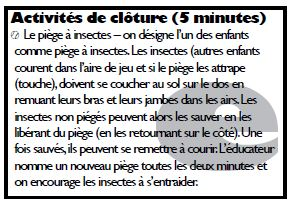 Activités de clôture (5 minutes)
Le piège à insectes – on désigne l'un des enfants
comme piège à insectes. Les insectes (autres enfants
courent dans l'aire de jeu et si le piège les attrape
(touche), doivent se coucher au sol sur le dos en
remuant leurs bras et leurs jambes dans les airs. Les
insectes non piégés peuvent alors les sauver en les
libérant du piège (en les retournant sur le côté). Une
fois sauvés, ils peuvent se remettre à courir. L'éducateur
nomme un nouveau piège toutes les deux minutes et
on encourage les insectes à s'entraider.